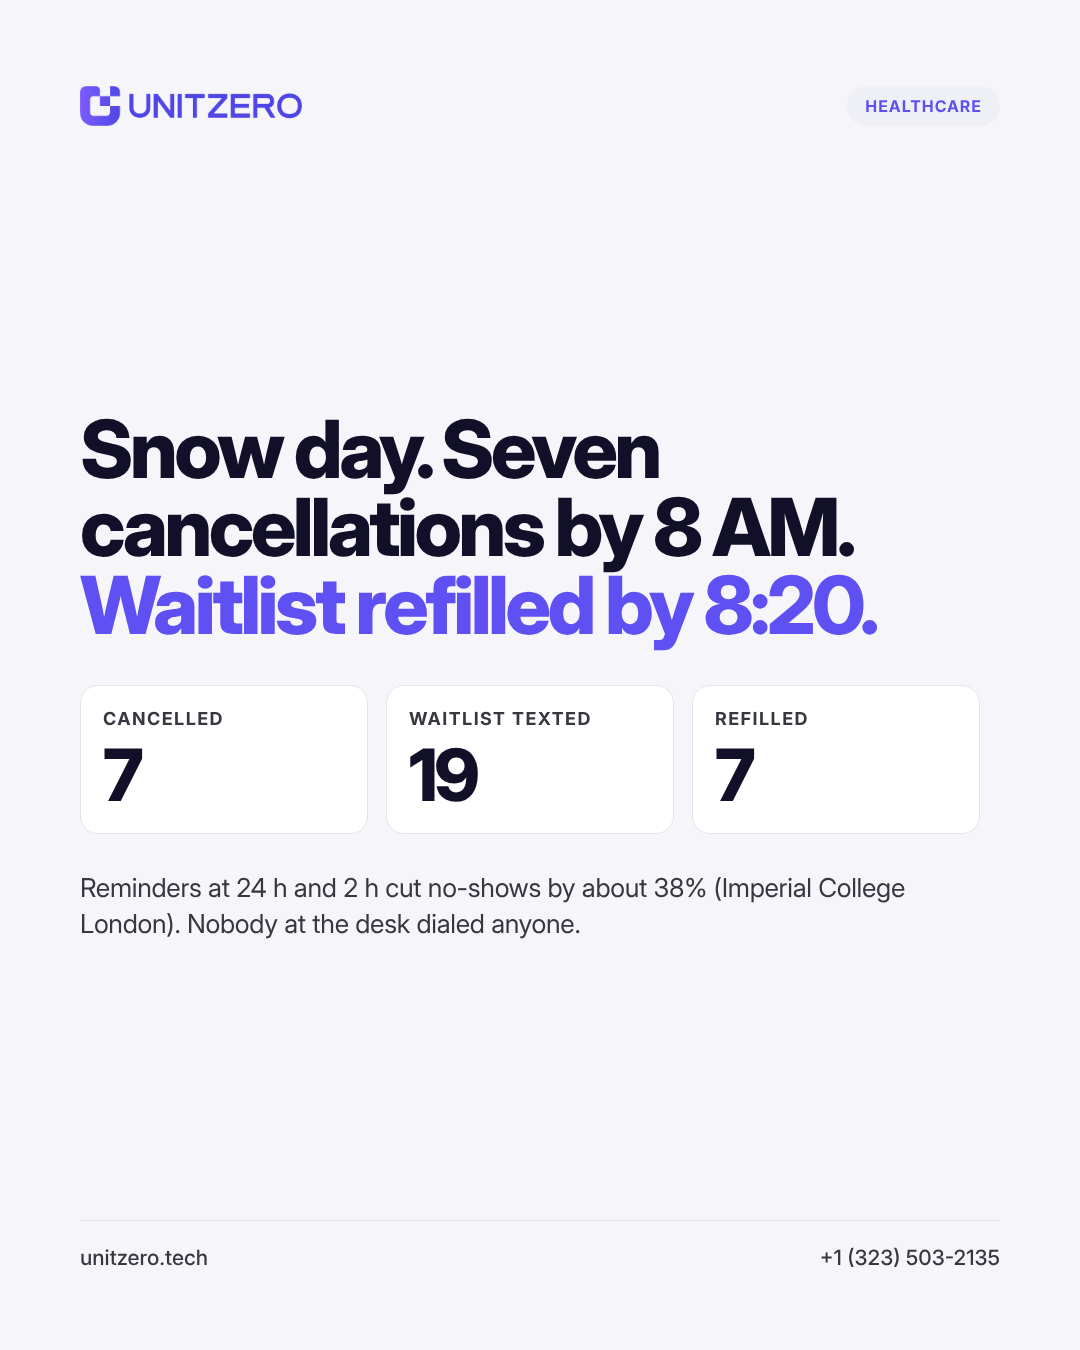 UNITZERO
HEALTHCARE
Snow day. Seven
cancellations by 8 AM.
Waitlist refilled by 8:20.
CANCELLED
7
WAITLIST TEXTED
19
REFILLED
7
Reminders at 24 h and 2 h cut no-shows by about 38% (Imperial College
London). Nobody at the desk dialed anyone.
unitzero.tech
+1 (323) 503-2135